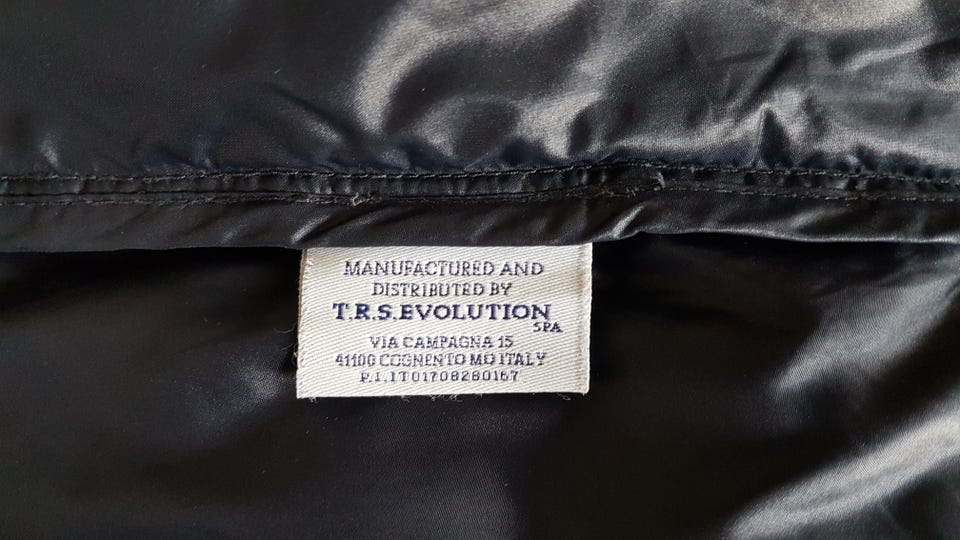 MANUFACTURED AND
DISTRIBUTED BY
T.R.S.EVOLUTION
SPA
VIA CAMPAGNA 15
41100 COGNENTO MO ITALY
P.I.IT01708280167